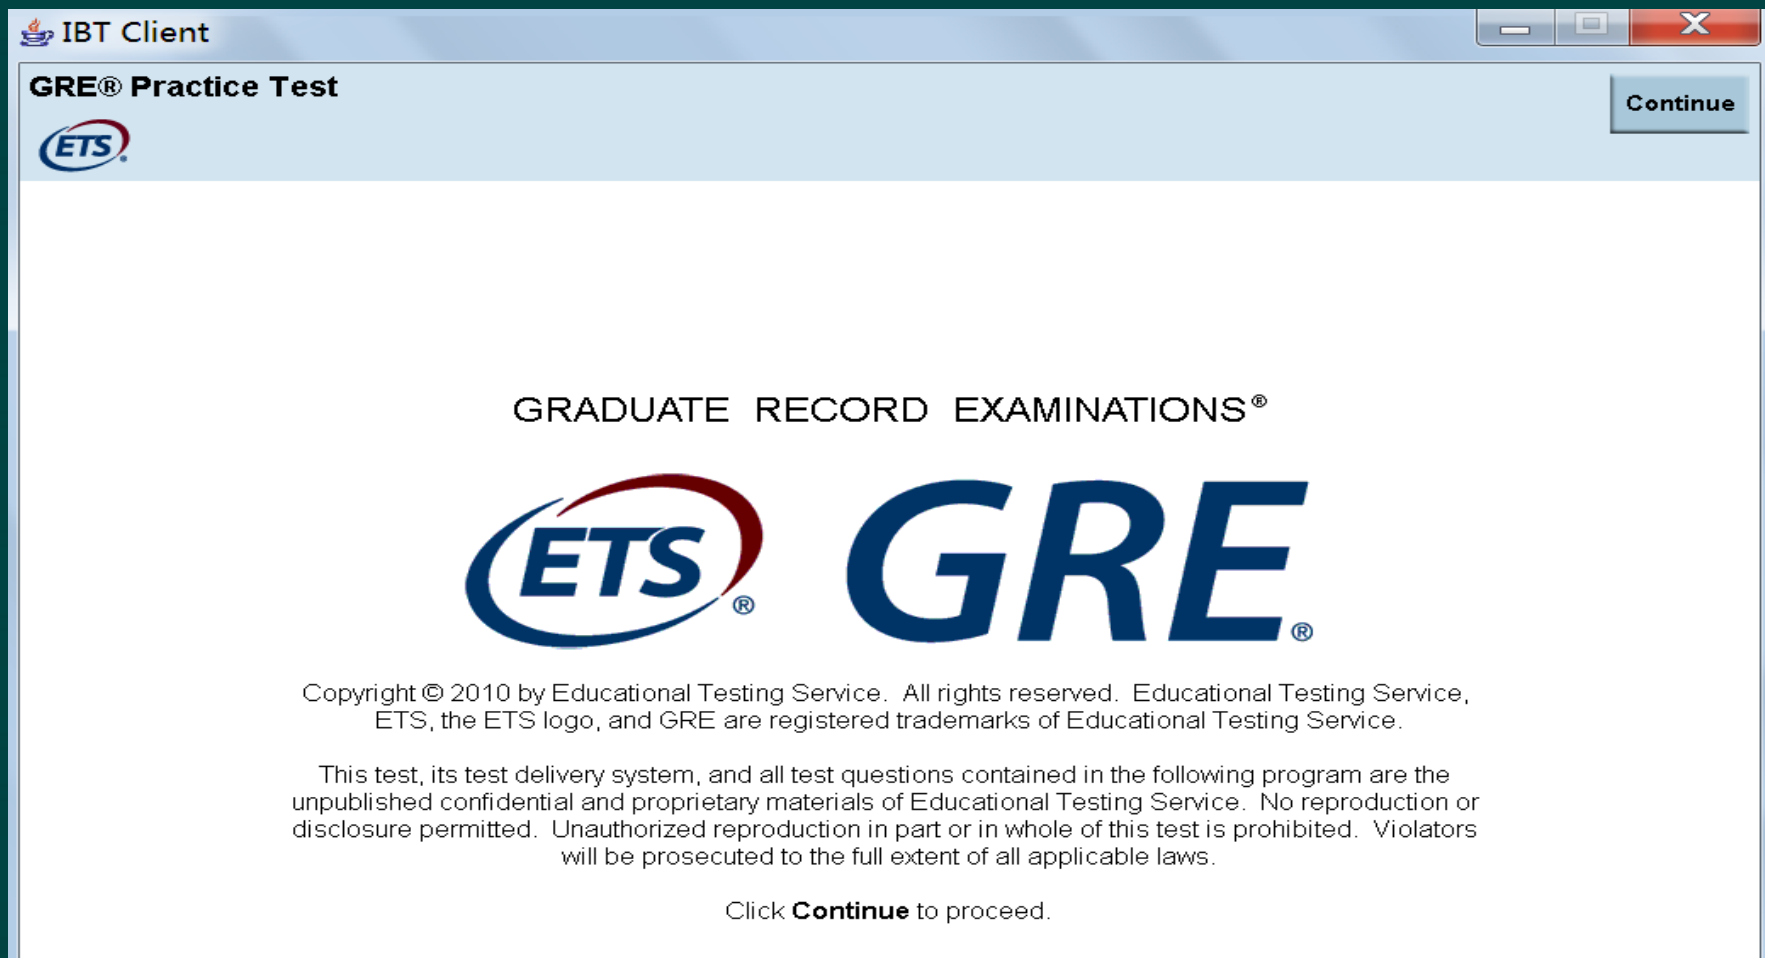 IBT Client
GRE® Practice Test
Continue
ETS®
GRADUATE RECORD EXAMINATIONS®
ETS® GRE®
Copyright © 2010 by Educational Testing Service. All rights reserved. Educational Testing Service,
ETS, the ETS logo, and GRE are registered trademarks of Educational Testing Service.
This test, its test delivery system, and all test questions contained in the following program are the
unpublished confidential and proprietary materials of Educational Testing Service. No reproduction or
disclosure permitted. Unauthorized reproduction in part or in whole of this test is prohibited. Violators
will be prosecuted to the full extent of all applicable laws.
Click Continue to proceed.